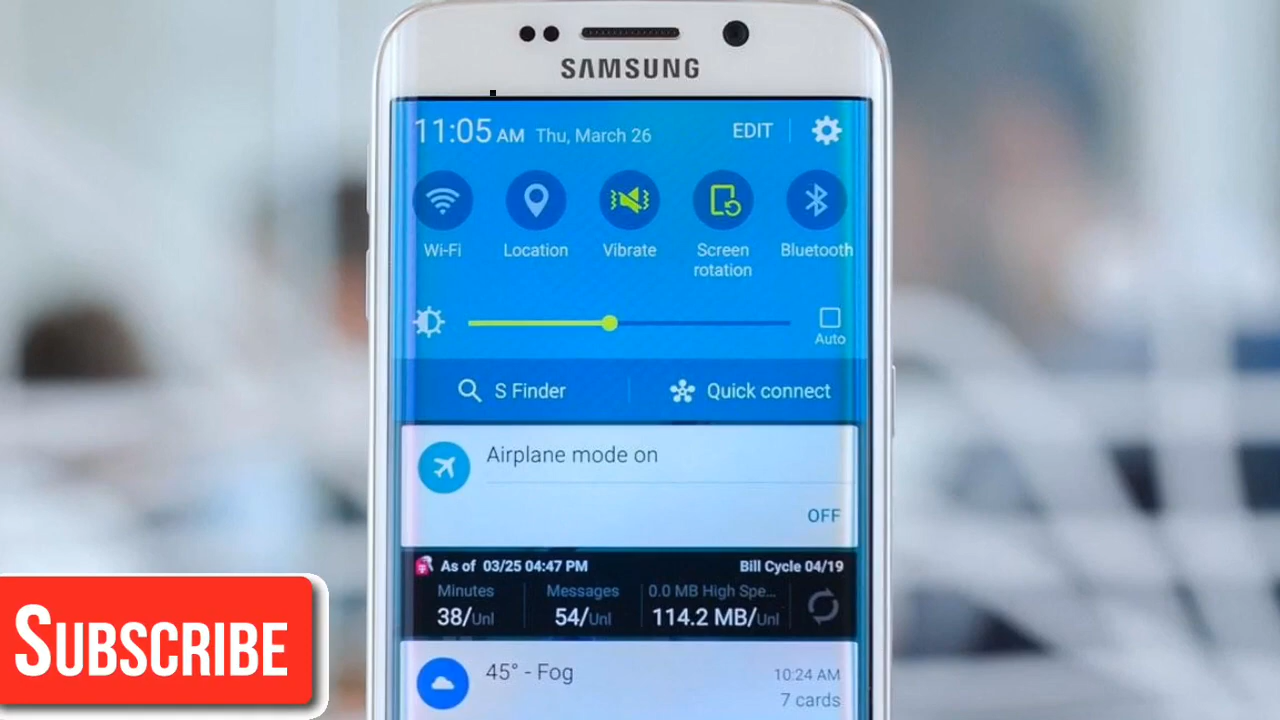 SAMSUNG
11:05 AM Thu, March 26 EDIT
Wi-Fi Location Vibrate Screen rotation Bluetooth
Auto
S Finder Quick connect
Airplane mode on
OFF
As of 03/25 04:47 PM Bill Cycle 04/19
Minutes Messages 0.0 MB High Spe...
38/Unl 54/Unl 114.2 MB/Unl
45° - Fog 10:24 AM
7 cards
SUBSCRIBE